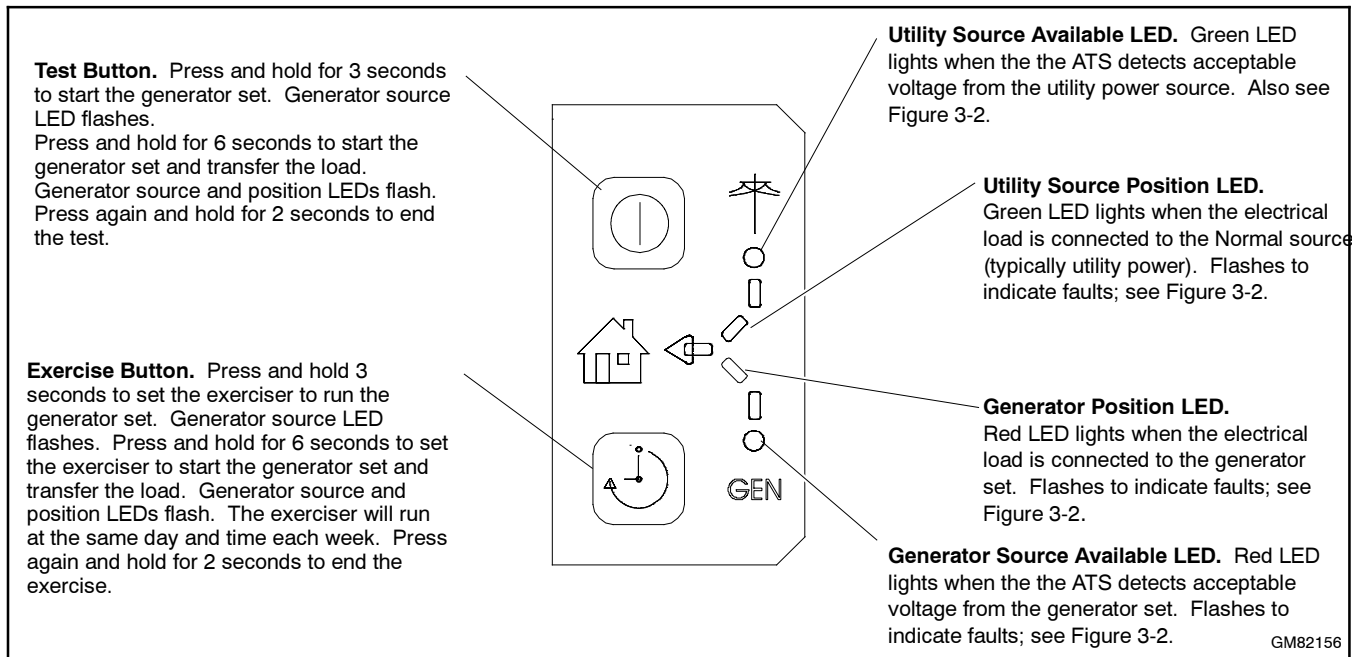 Test Button. Press and hold for 3 seconds
to start the generator set. Generator source
LED flashes.
Press and hold for 6 seconds to start the
generator set and transfer the load.
Generator source and position LEDs flash.
Press again and hold for 2 seconds to end
the test.
Exercise Button. Press and hold 3
seconds to set the exerciser to run the
generator set. Generator source LED
flashes. Press and hold for 6 seconds to set
the exerciser to start the generator set and
transfer the load. Generator source and
position LEDs flash. The exerciser will run
at the same day and time each week. Press
again and hold for 2 seconds to end the
exercise.
GEN
Utility Source Available LED. Green LED
lights when the the ATS detects acceptable
voltage from the utility power source. Also see
Figure 3-2.
Utility Source Position LED.
Green LED lights when the electrical
load is connected to the Normal source
(typically utility power). Flashes to
indicate faults; see Figure 3-2.
Generator Position LED.
Red LED lights when the electrical
load is connected to the generator
set. Flashes to indicate faults; see
Figure 3-2.
Generator Source Available LED. Red LED
lights when the the ATS detects acceptable
voltage from the generator set. Flashes to
indicate faults; see Figure 3-2.
GM82156